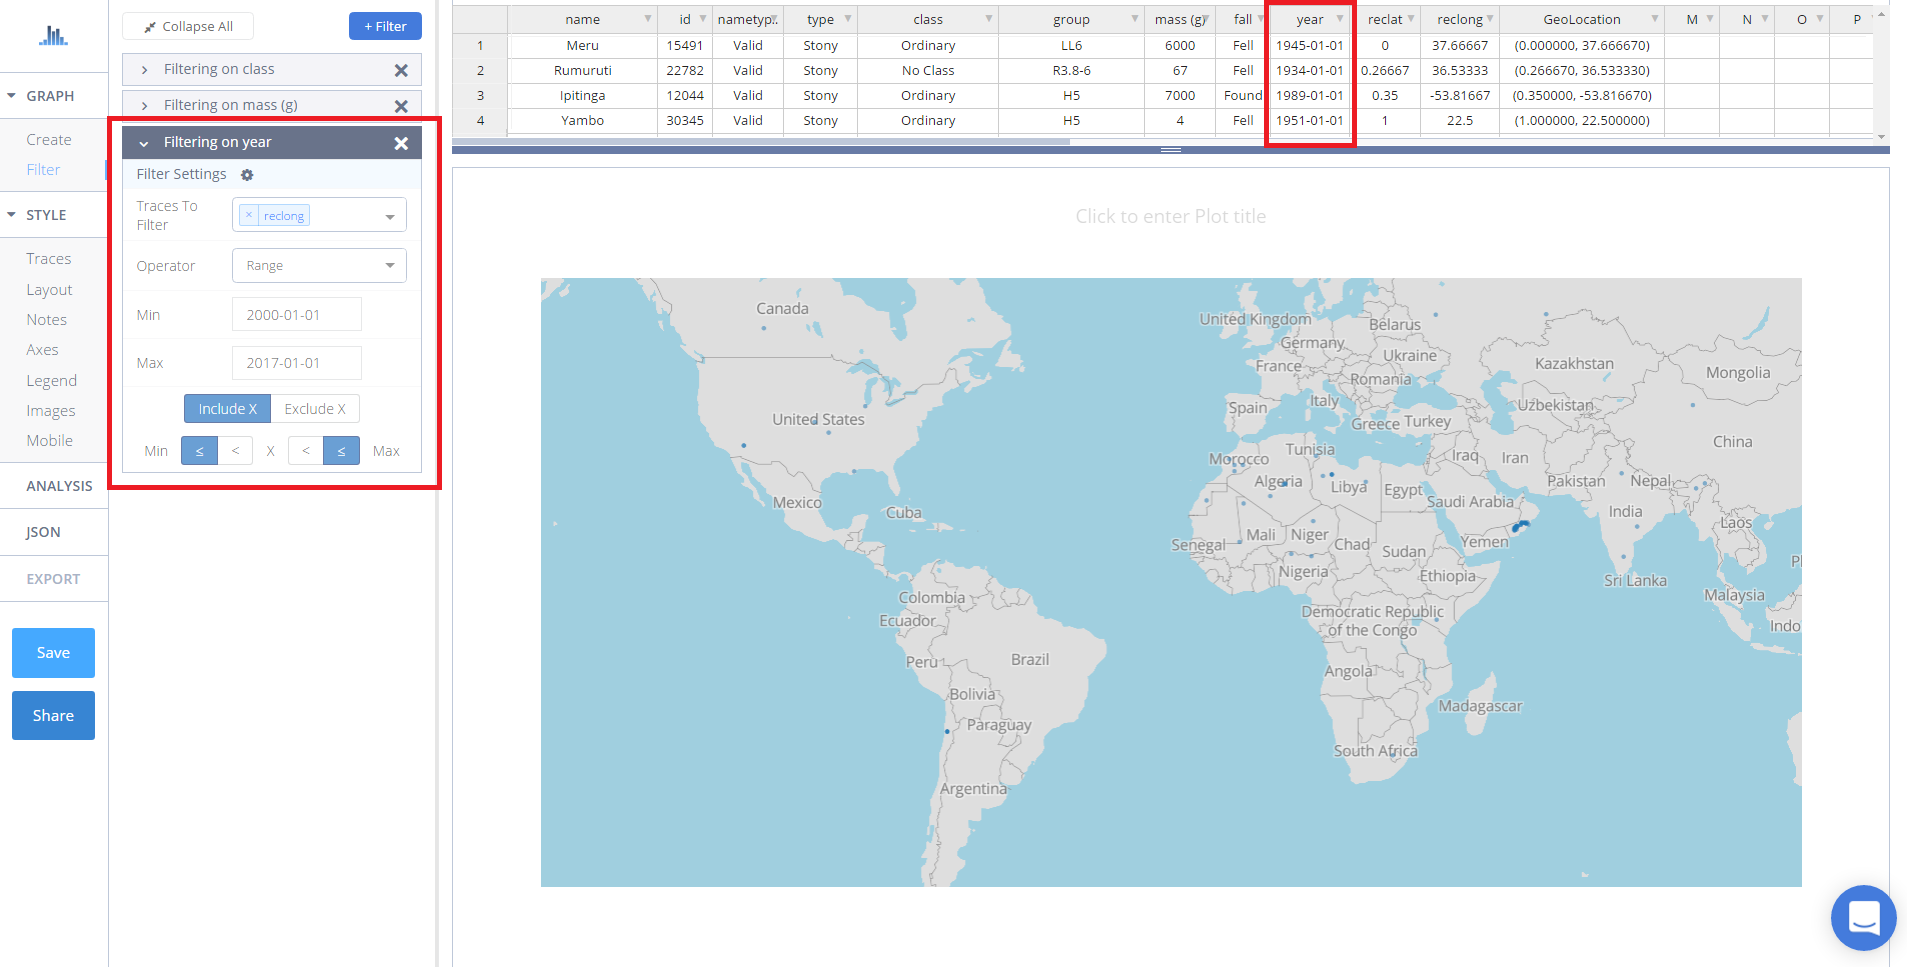 Collapse All
+ Filter
GRAPH
Create
Filter
STYLE
Traces
Layout
Notes
Axes
Legend
Images
Mobile
ANALYSIS
JSON
EXPORT
Save
Share
Filtering on class
Filtering on mass (g)
Filtering on year
Filter Settings
Traces To Filter
× reclong
Operator
Range
Min
2000-01-01
Max
2017-01-01
Include X Exclude X
Min ≤ < X < ≤ Max
name id nametyp.. type class group mass (g) fall year reclat reclong GeoLocation M N O P
1 Meru 15491 Valid Stony Ordinary LL6 6000 Fell 1945-01-01 0 37.66667 (0.000000, 37.666670)
2 Rumuruti 22782 Valid Stony No Class R3.8-6 67 Fell 1934-01-01 0.26667 36.53333 (0.266670, 36.533330)
3 Ipitinga 12044 Valid Stony Ordinary H5 7000 Found 1989-01-01 0.35 -53.81667 (0.350000, -53.816670)
4 Yambo 30345 Valid Stony Ordinary H5 4 Fell 1951-01-01 1 22.5 (1.000000, 22.500000)
Click to enter Plot title
Canada
United Kingdom
Belarus
Germany
Ukraine
Kazakhstan
France
Mongolia
Romania
Italy
Spain
Uzbekistan
United States
Greece
Turkey
China
Tunisia
Morocco
Iraq
Iran
Algeria
Libya
Egypt
Pakistan
Nepal
Mexico
Saudi Arabia
Cuba
India
Laos
Mali
Niger
Chad
Yemen
Senegal
Sudan
Pl
Nigeria
Ethiopia
Sri Lanka
Colombia
Malaysia
Democratic Republic
of the Congo
Ecuador
Indo
Peru
Brazil
Angola
Bolivia
Madagascar
Paraguay
South Africa
Argentina